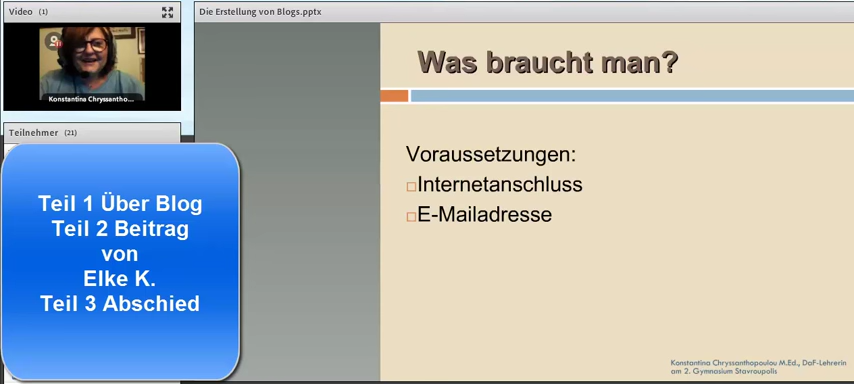 Video (1)
Die Erstellung von Blogs.pptx
Konstantina Chryssantho...
Teilnehmer (21)
Teil 1 Über Blog
Teil 2 Beitrag
von
Elke K.
Teil 3 Abschied
Was braucht man?
Voraussetzungen:
Internetanschluss
E-Mailadresse
Konstantina Chryssanthopoulou M.Ed., DaF-Lehrerin
am 2. Gymnasium Stavroupolis